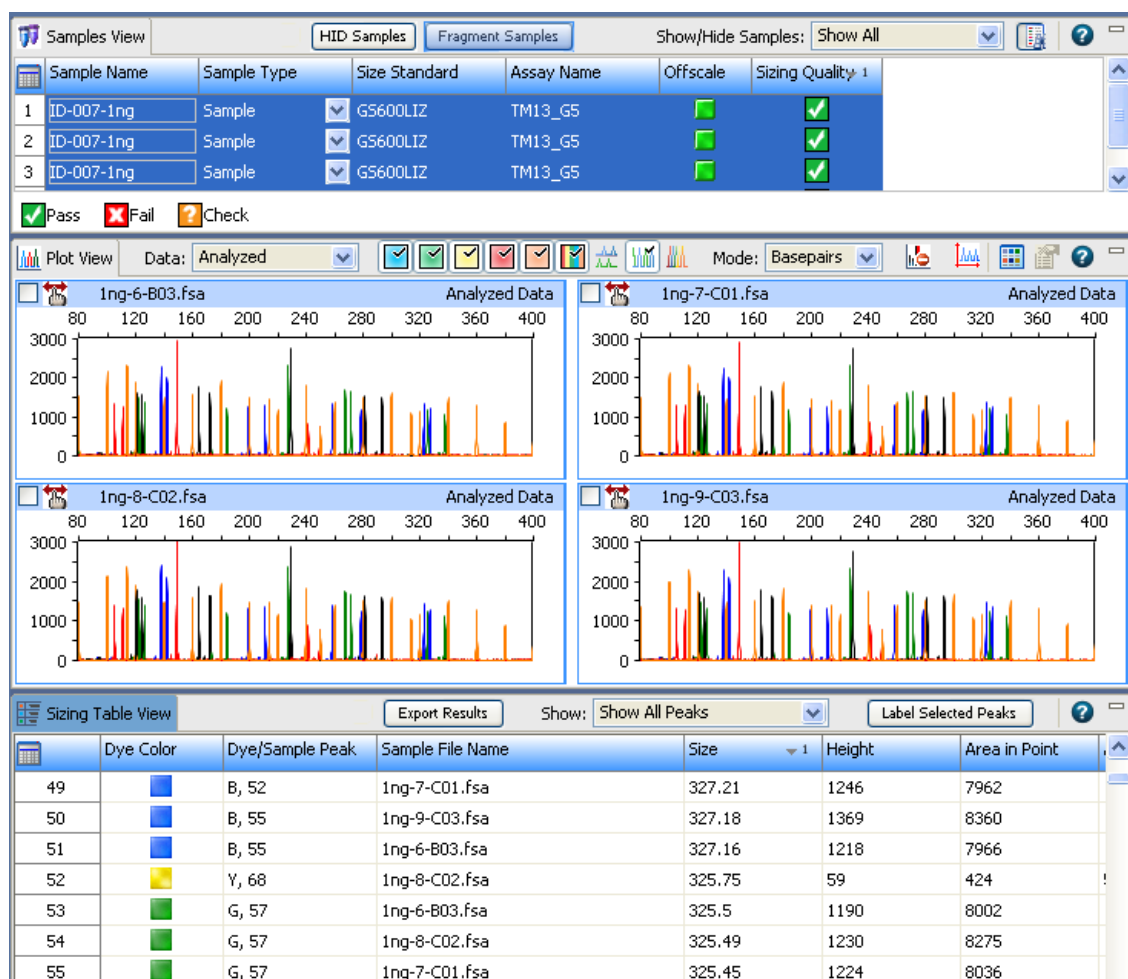 Samples View HID Samples Fragment Samples Show/Hide Samples: Show All
Sample Name Sample Type Size Standard Assay Name Offscale Sizing Quality 1
1 ID-007-1ng Sample GS600LIZ TM13_G5
2 ID-007-1ng Sample GS600LIZ TM13_G5
3 ID-007-1ng Sample GS600LIZ TM13_G5
Pass Fail ? Check
Plot View Data: Analyzed Mode: Basepairs
1ng-6-B03.fsa Analyzed Data
80 120 160 200 240 280 320 360 400
3000
2000
1000
0
1ng-7-C01.fsa Analyzed Data
80 120 160 200 240 280 320 360 400
3000
2000
1000
0
1ng-8-C02.fsa Analyzed Data
80 120 160 200 240 280 320 360 400
3000
2000
1000
0
1ng-9-C03.fsa Analyzed Data
80 120 160 200 240 280 320 360 400
3000
2000
1000
0
Sizing Table View Export Results Show: Show All Peaks Label Selected Peaks ?
Dye Color Dye/Sample Peak Sample File Name Size 1 Height Area in Point
49 B, 52 1ng-7-C01.fsa 327.21 1246 7962
50 B, 55 1ng-9-C03.fsa 327.18 1369 8360
51 B, 55 1ng-6-B03.fsa 327.16 1218 7966
52 Y, 68 1ng-8-C02.fsa 325.75 59 424
53 G, 57 1ng-6-B03.fsa 325.5 1190 8002
54 G, 57 1ng-8-C02.fsa 325.49 1230 8275
55 G, 57 1ng-7-C01.fsa 325.45 1224 8036